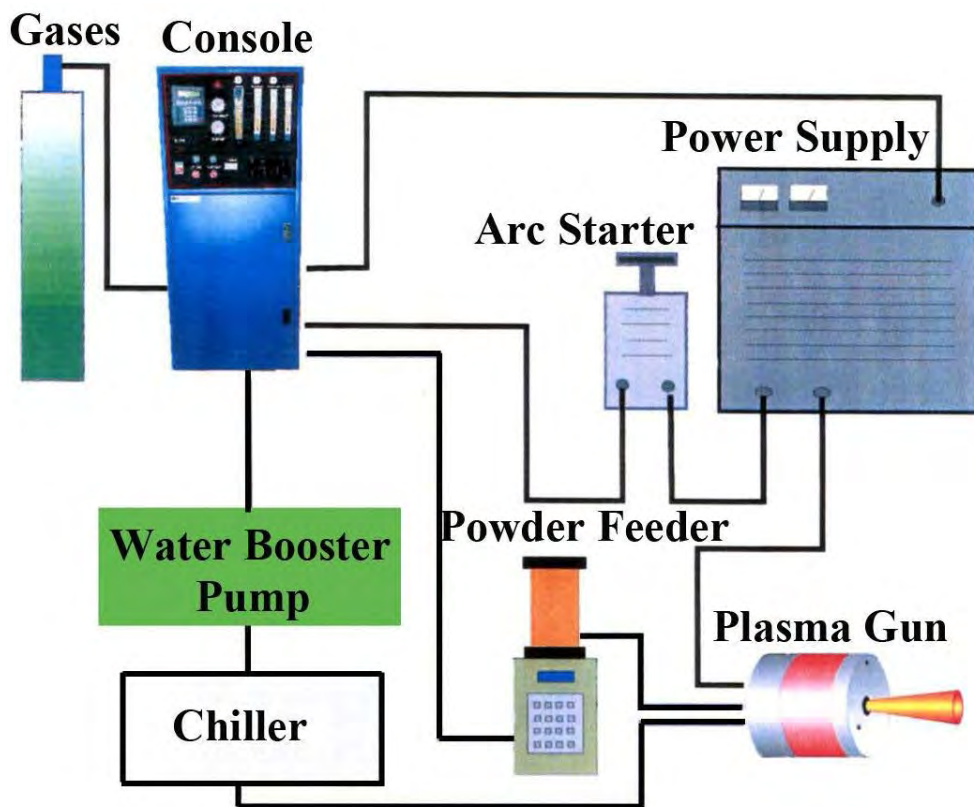 Gases
Console
Power Supply
Arc Starter
Powder Feeder
Water Booster
Pump
Plasma Gun
Chiller